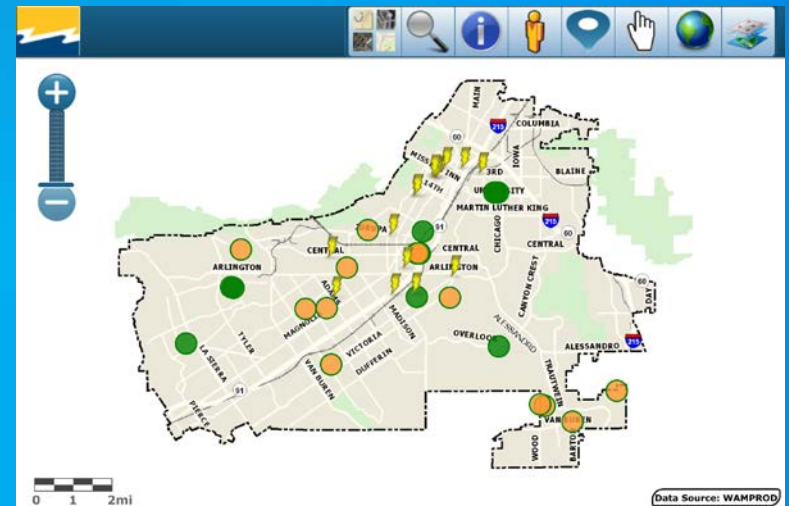 MAIN
COLUMBIA
60
215
IOWA
MISSION INN
3RD
BLAINE
14TH
UNIVERSITY
MARTIN LUTHER KING
91
215
60
CENTRAL
CENTRAL
CHICAGO
CENTRAL
ARLINGTON
ARLINGTON
CANYON CREST
60
DAY
ADAMS
MAGNOLIA
MADISON
ALESSANDRO
OVERLOOK
ALESSANDRO
215
TYLER
VICTORIA
LA SIERRA
DUFFERIN
VAN BUREN
TRAUTWEIN
91
PIERCE
VAN BUREN
WOOD
BARTON
0 1 2mi
Data Source: WAMPROD